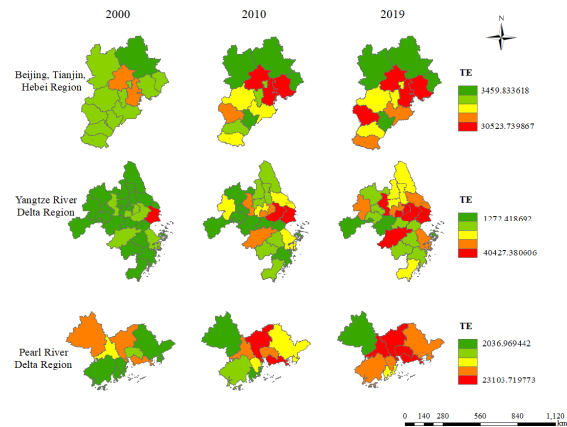 2000 2010 2019
N
Beijing, Tianjin,
Hebei Region
TE
3459.833618
30523.739867
Yangtze River
Delta Region
TE
1272.418692
40427.380606
Pearl River
Delta Region
TE
2036.969442
23103.719773
0 140 280 560 840 1,120
km